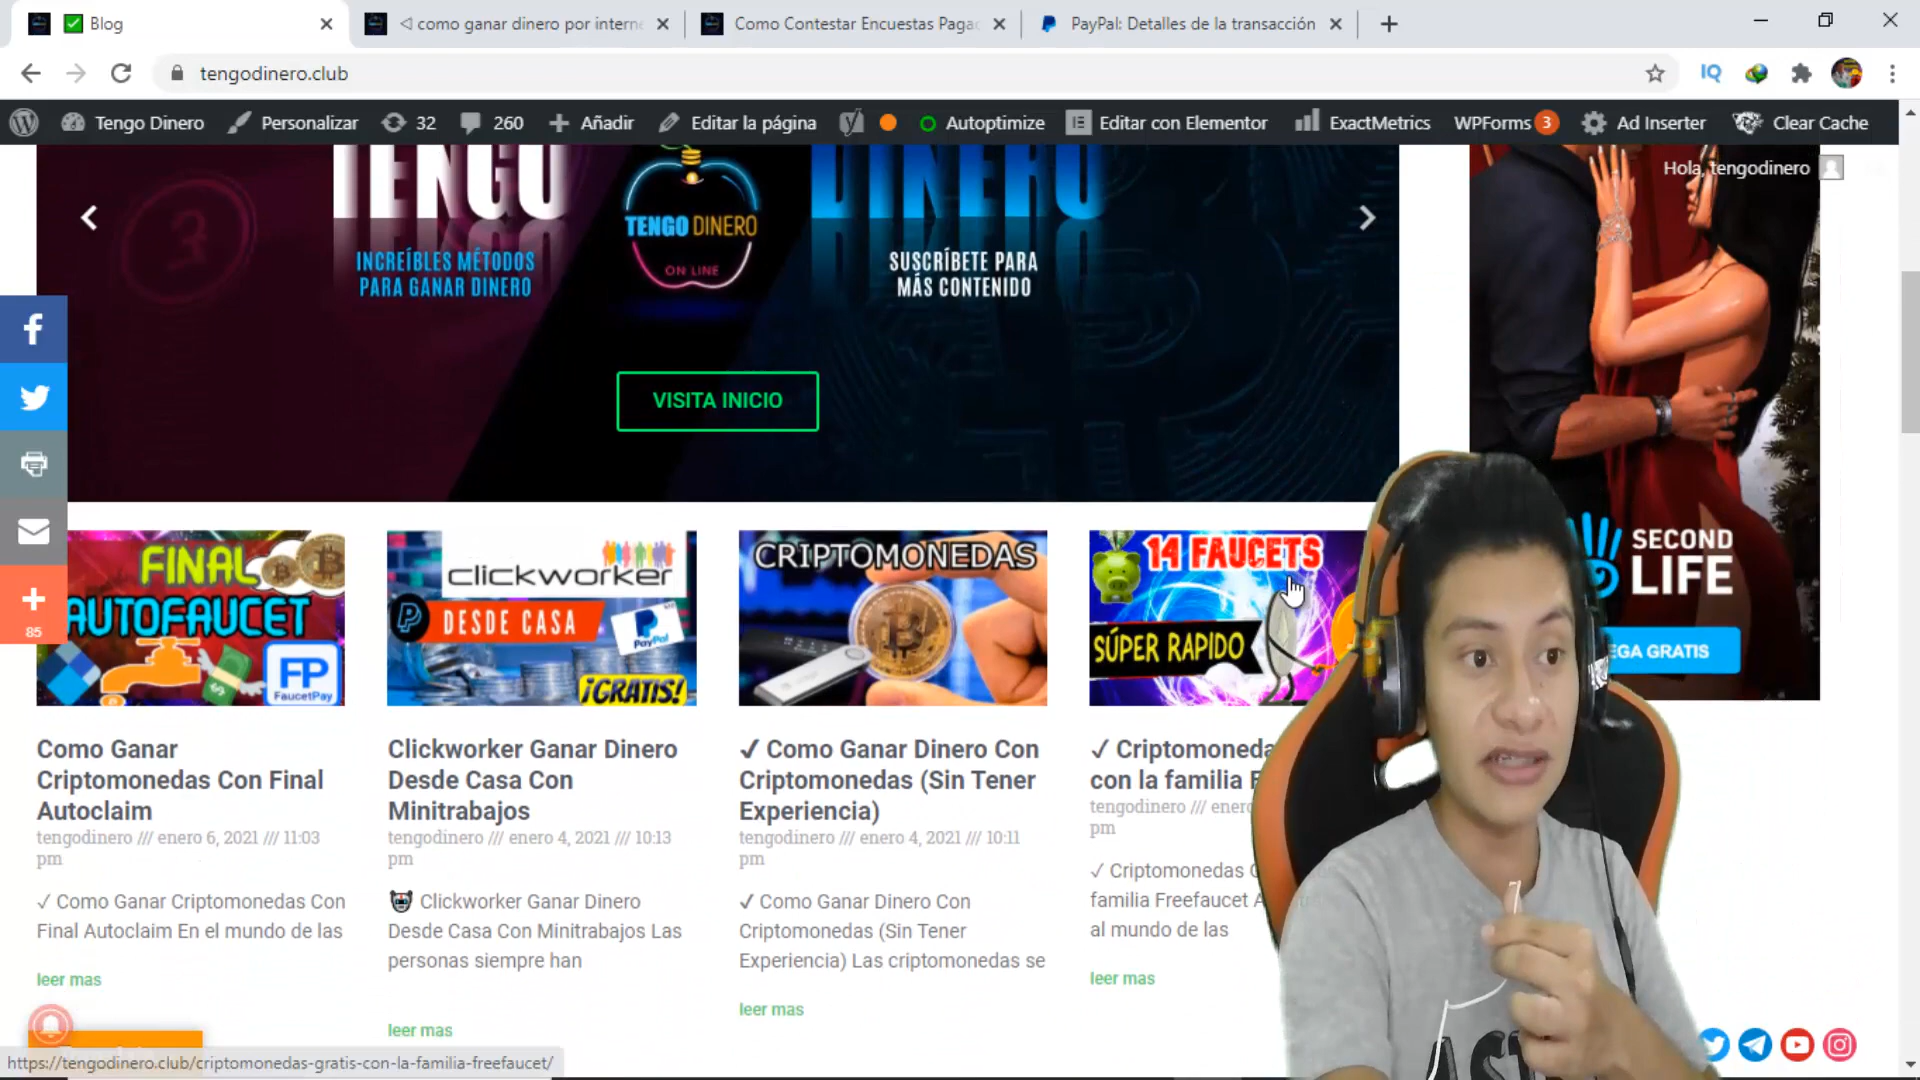 Blog
como ganar dinero por interne
Como Contestar Encuestas Pagad
PayPal: Detalles de la transacción
tengodinero.club
IQ
Tengo Dinero
Personalizar
32
260
Añadir
Editar la página
Autoptimize
Editar con Elementor
ExactMetrics
WPForms 3
Ad Inserter
Clear Cache
Hola, tengodinero
TENGO
DINERO
INCREÍBLES MÉTODOS
PARA GANAR DINERO
TENGO DINERO
ON LINE
SUSCRÍBETE PARA
MÁS CONTENIDO
VISITA INICIO
85
SECOND
LIFE
EGA GRATIS
FINAL
AUTOFAUCET
FP
FaucetPay
clickworker
DESDE CASA
PayPal
¡GRATIS!
CRIPTOMONEDAS
14 FAUCETS
SÚPER RAPIDO
Como Ganar
Criptomonedas Con Final
Autoclaim
tengodinero /// enero 6, 2021 /// 11:03
pm
✓ Como Ganar Criptomonedas Con
Final Autoclaim En el mundo de las
leer mas
Clickworker Ganar Dinero
Desde Casa Con
Minitrabajos
tengodinero /// enero 4, 2021 /// 10:13
pm
Clickworker Ganar Dinero
Desde Casa Con Minitrabajos Las
personas siempre han
leer mas
✓ Como Ganar Dinero Con
Criptomonedas (Sin Tener
Experiencia)
tengodinero /// enero 4, 2021 /// 10:11
pm
✓ Como Ganar Dinero Con
Criptomonedas (Sin Tener
Experiencia) Las criptomonedas se
leer mas
✓ Criptomoneda
con la familia F
tengodinero /// enero
pm
✓ Criptomonedas G
familia Freefaucet A
al mundo de las
leer mas
https://tengodinero.club/criptomonedas-gratis-con-la-familia-freefaucet/